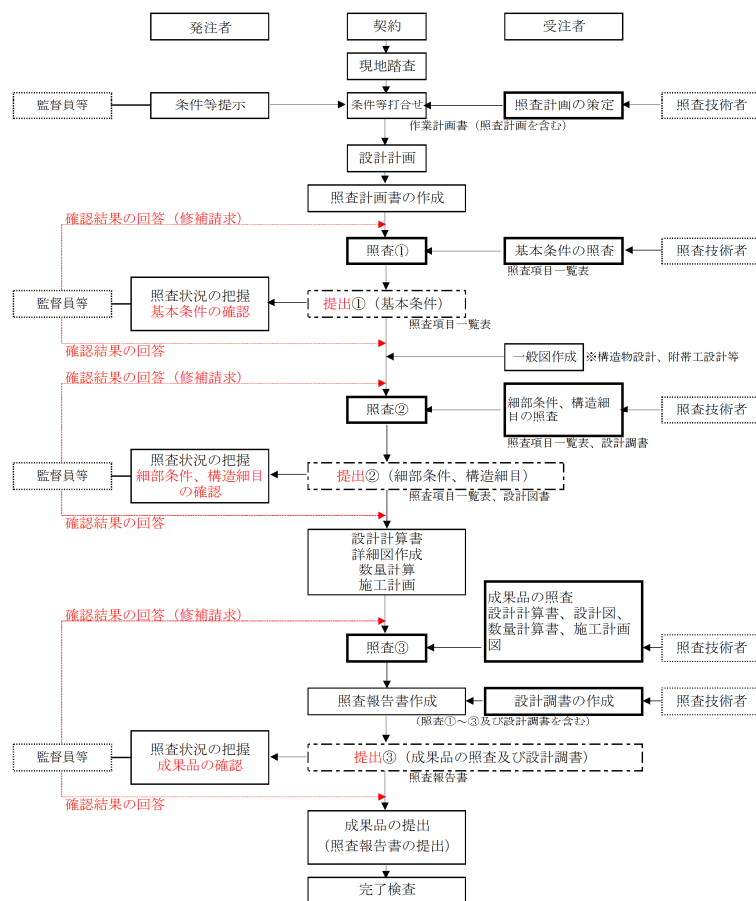 発注者
契約
受注者
現地踏査
監督員等
条件等提示
条件等打合せ
照査計画の策定
照査技術者
作業計画書（照査計画を含む）
設計計画
照査計画書の作成
確認結果の回答（修補請求）
照査①
基本条件の照査
照査技術者
照査項目一覧表
監督員等
照査状況の把握
基本条件の確認
提出①（基本条件）
照査項目一覧表
確認結果の回答
一般図作成
※構造物設計、附帯工設計等
確認結果の回答（修補請求）
照査②
細部条件、構造細
目の照査
照査技術者
照査項目一覧表、設計調書
監督員等
照査状況の把握
細部条件、構造細目
の確認
提出②（細部条件、構造細目）
照査項目一覧表、設計図書
確認結果の回答
設計計算書
詳細図作成
数量計算
施工計画
成果品の照査
設計計算書、設計図、
数量計算書、施工計画
図
確認結果の回答（修補請求）
照査③
照査技術者
照査報告書作成
設計調書の作成
照査技術者
（照査①～③及び設計調書を含む）
監督員等
照査状況の把握
成果品の確認
提出③（成果品の照査及び設計調書）
照査報告書
確認結果の回答
成果品の提出
（照査報告書の提出）
完了検査